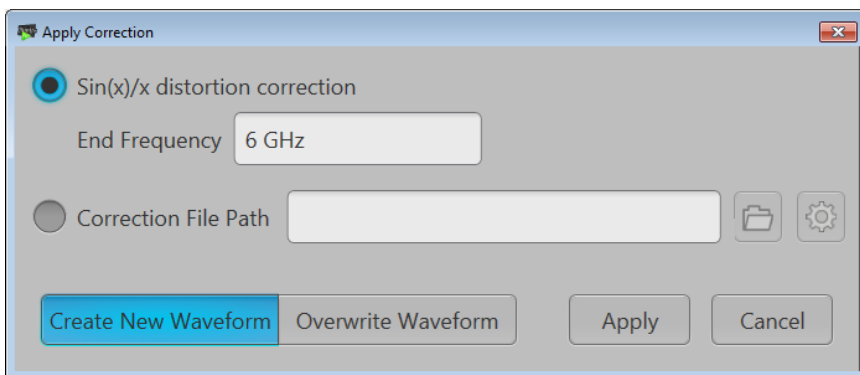 Apply Correction
Sin(x)/x distortion correction
End Frequency 6 GHz
Correction File Path
Create New Waveform Overwrite Waveform Apply Cancel